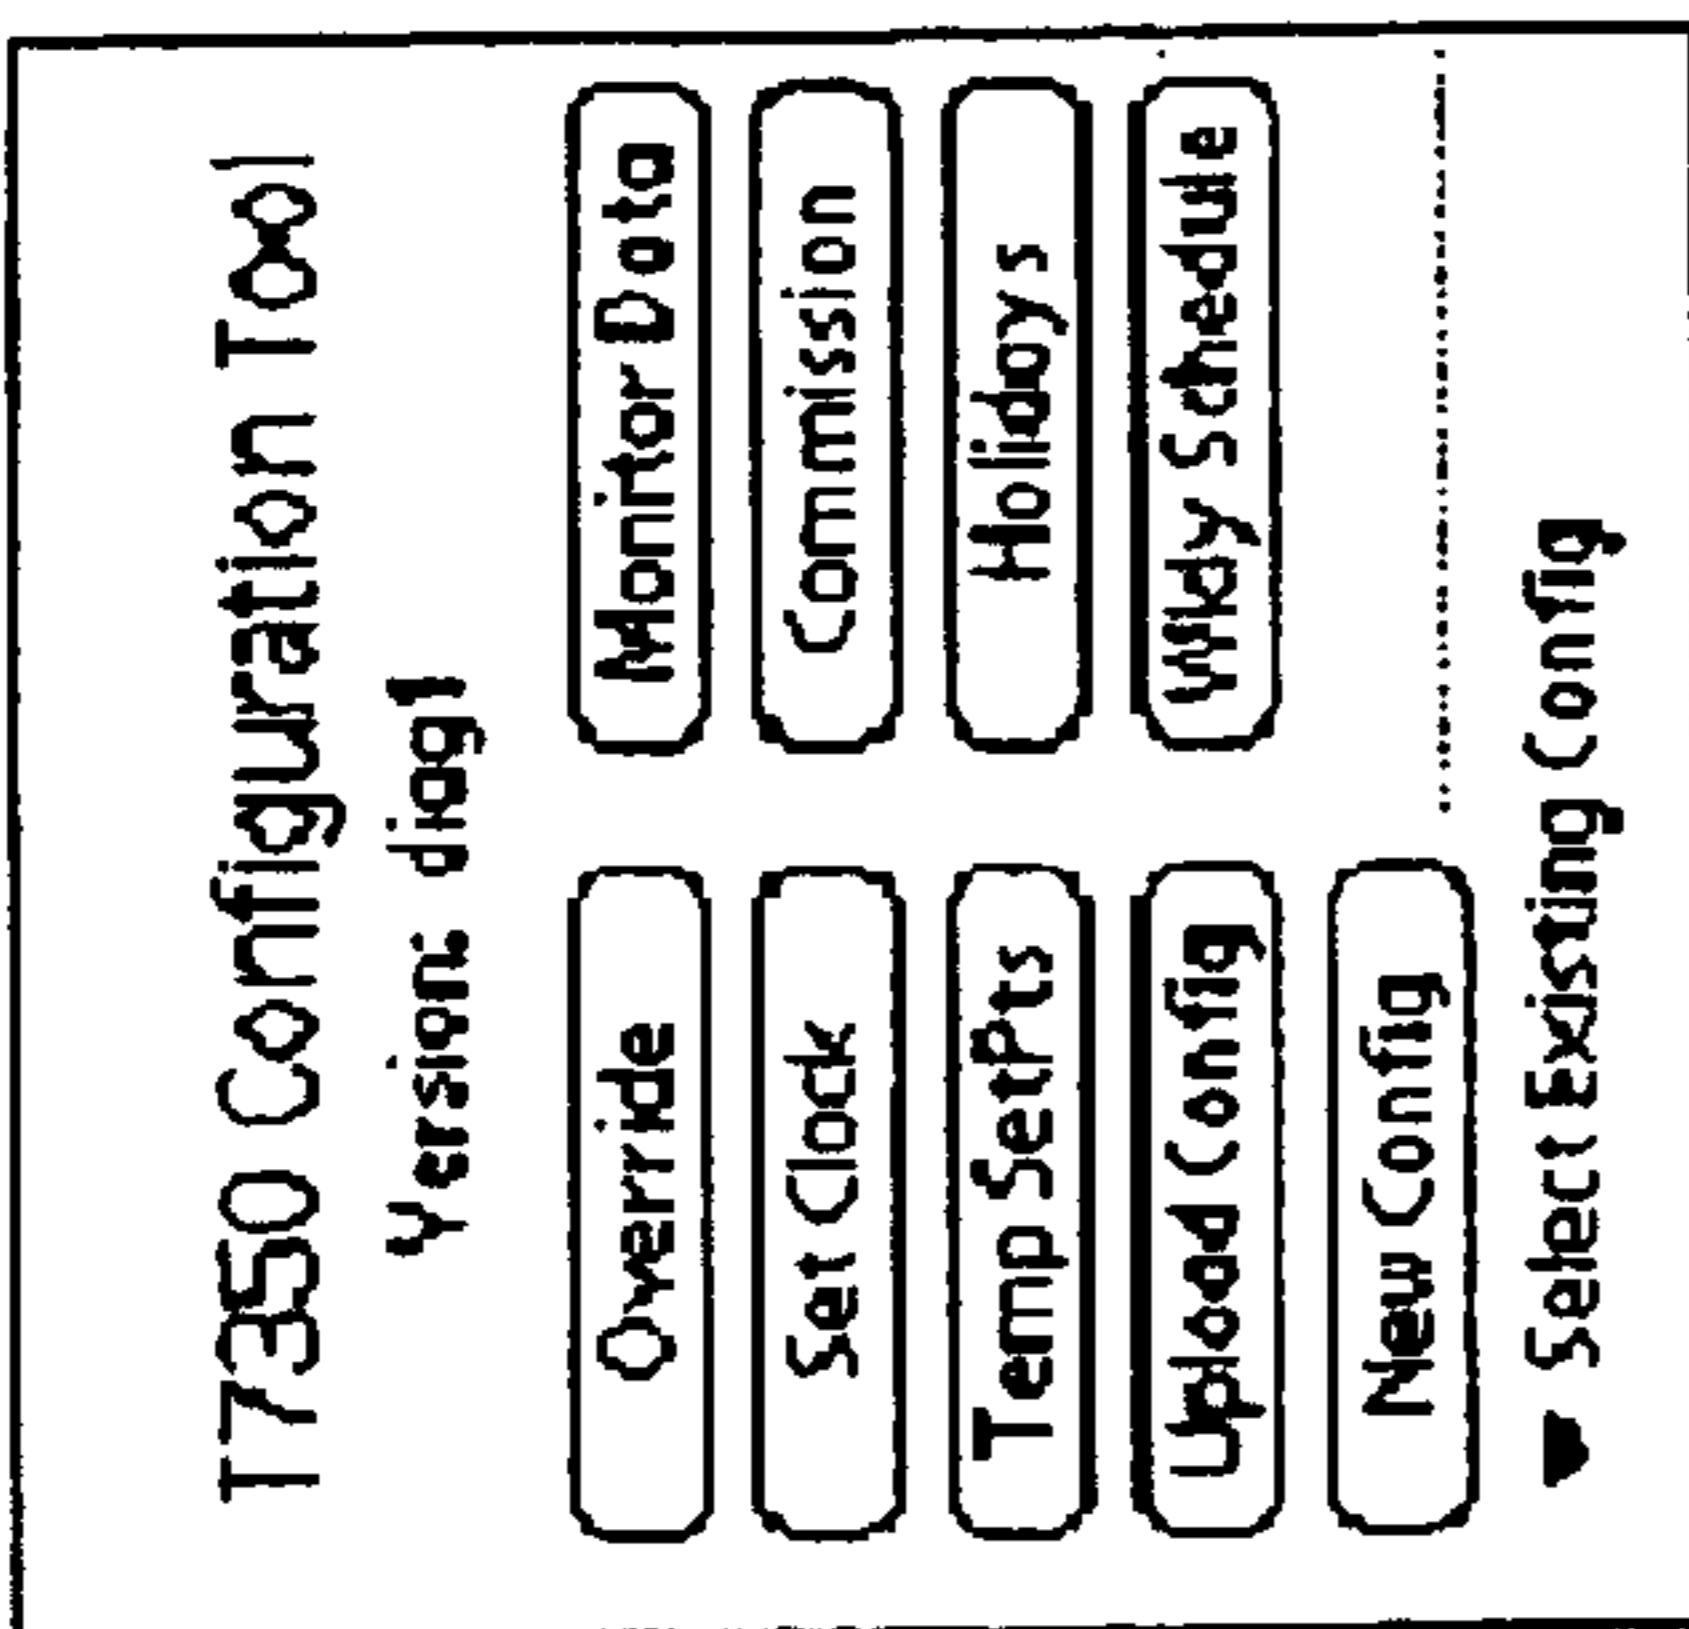 T7350 Configuration Tool
Version: diag1
Override Monitor Data
Set Clock Commission
Temp SetPts Holidays
Upload Config Wkdy Schedule
New Config
Select Existing Config